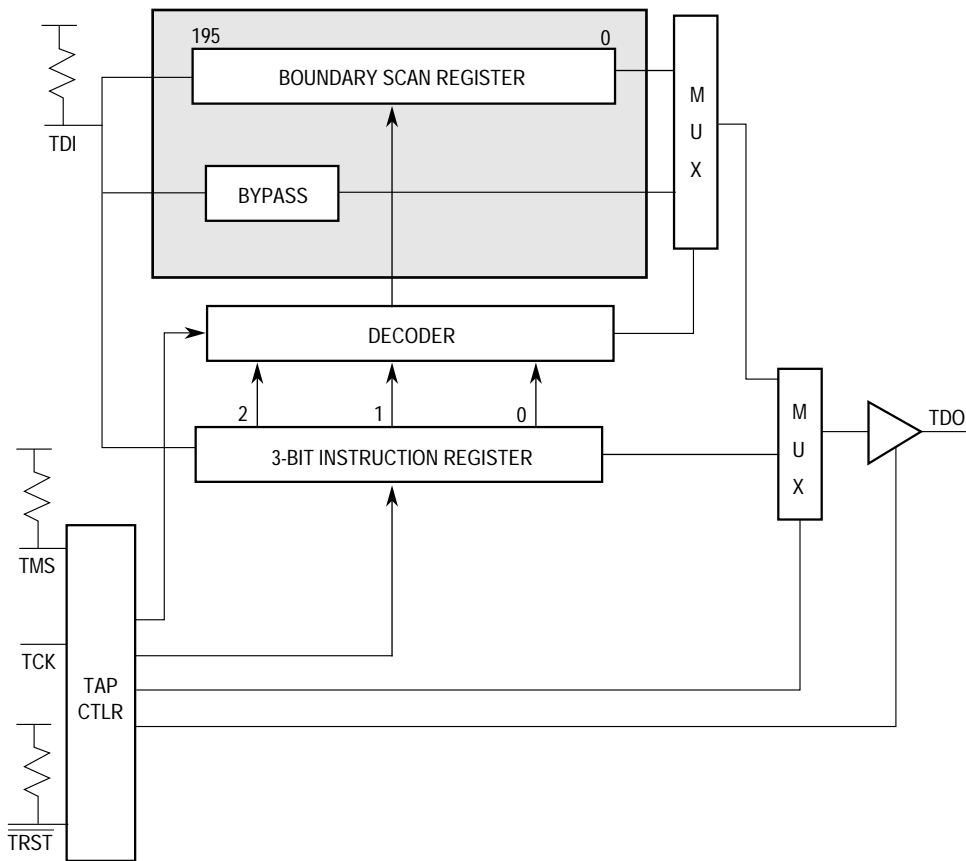 195 0
BOUNDARY SCAN REGISTER
M
U
X
TDI
BYPASS
DECODER
2 1 0
3-BIT INSTRUCTION REGISTER
M
U
X
TDO
TMS
TCK
TAP
CTLR
TRST